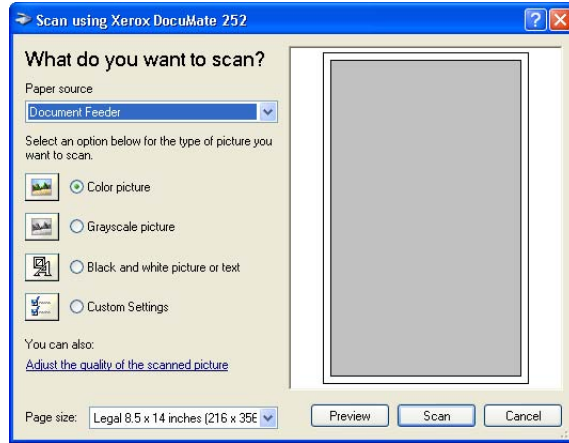 Scan using Xerox DocuMate 252
What do you want to scan?
Paper source
Document Feeder
Select an option below for the type of picture you
want to scan.
Color picture
Grayscale picture
Black and white picture or text
Custom Settings
You can also:
Adjust the quality of the scanned picture
Page size: Legal 8.5 x 14 inches (216 x 356
Preview Scan Cancel